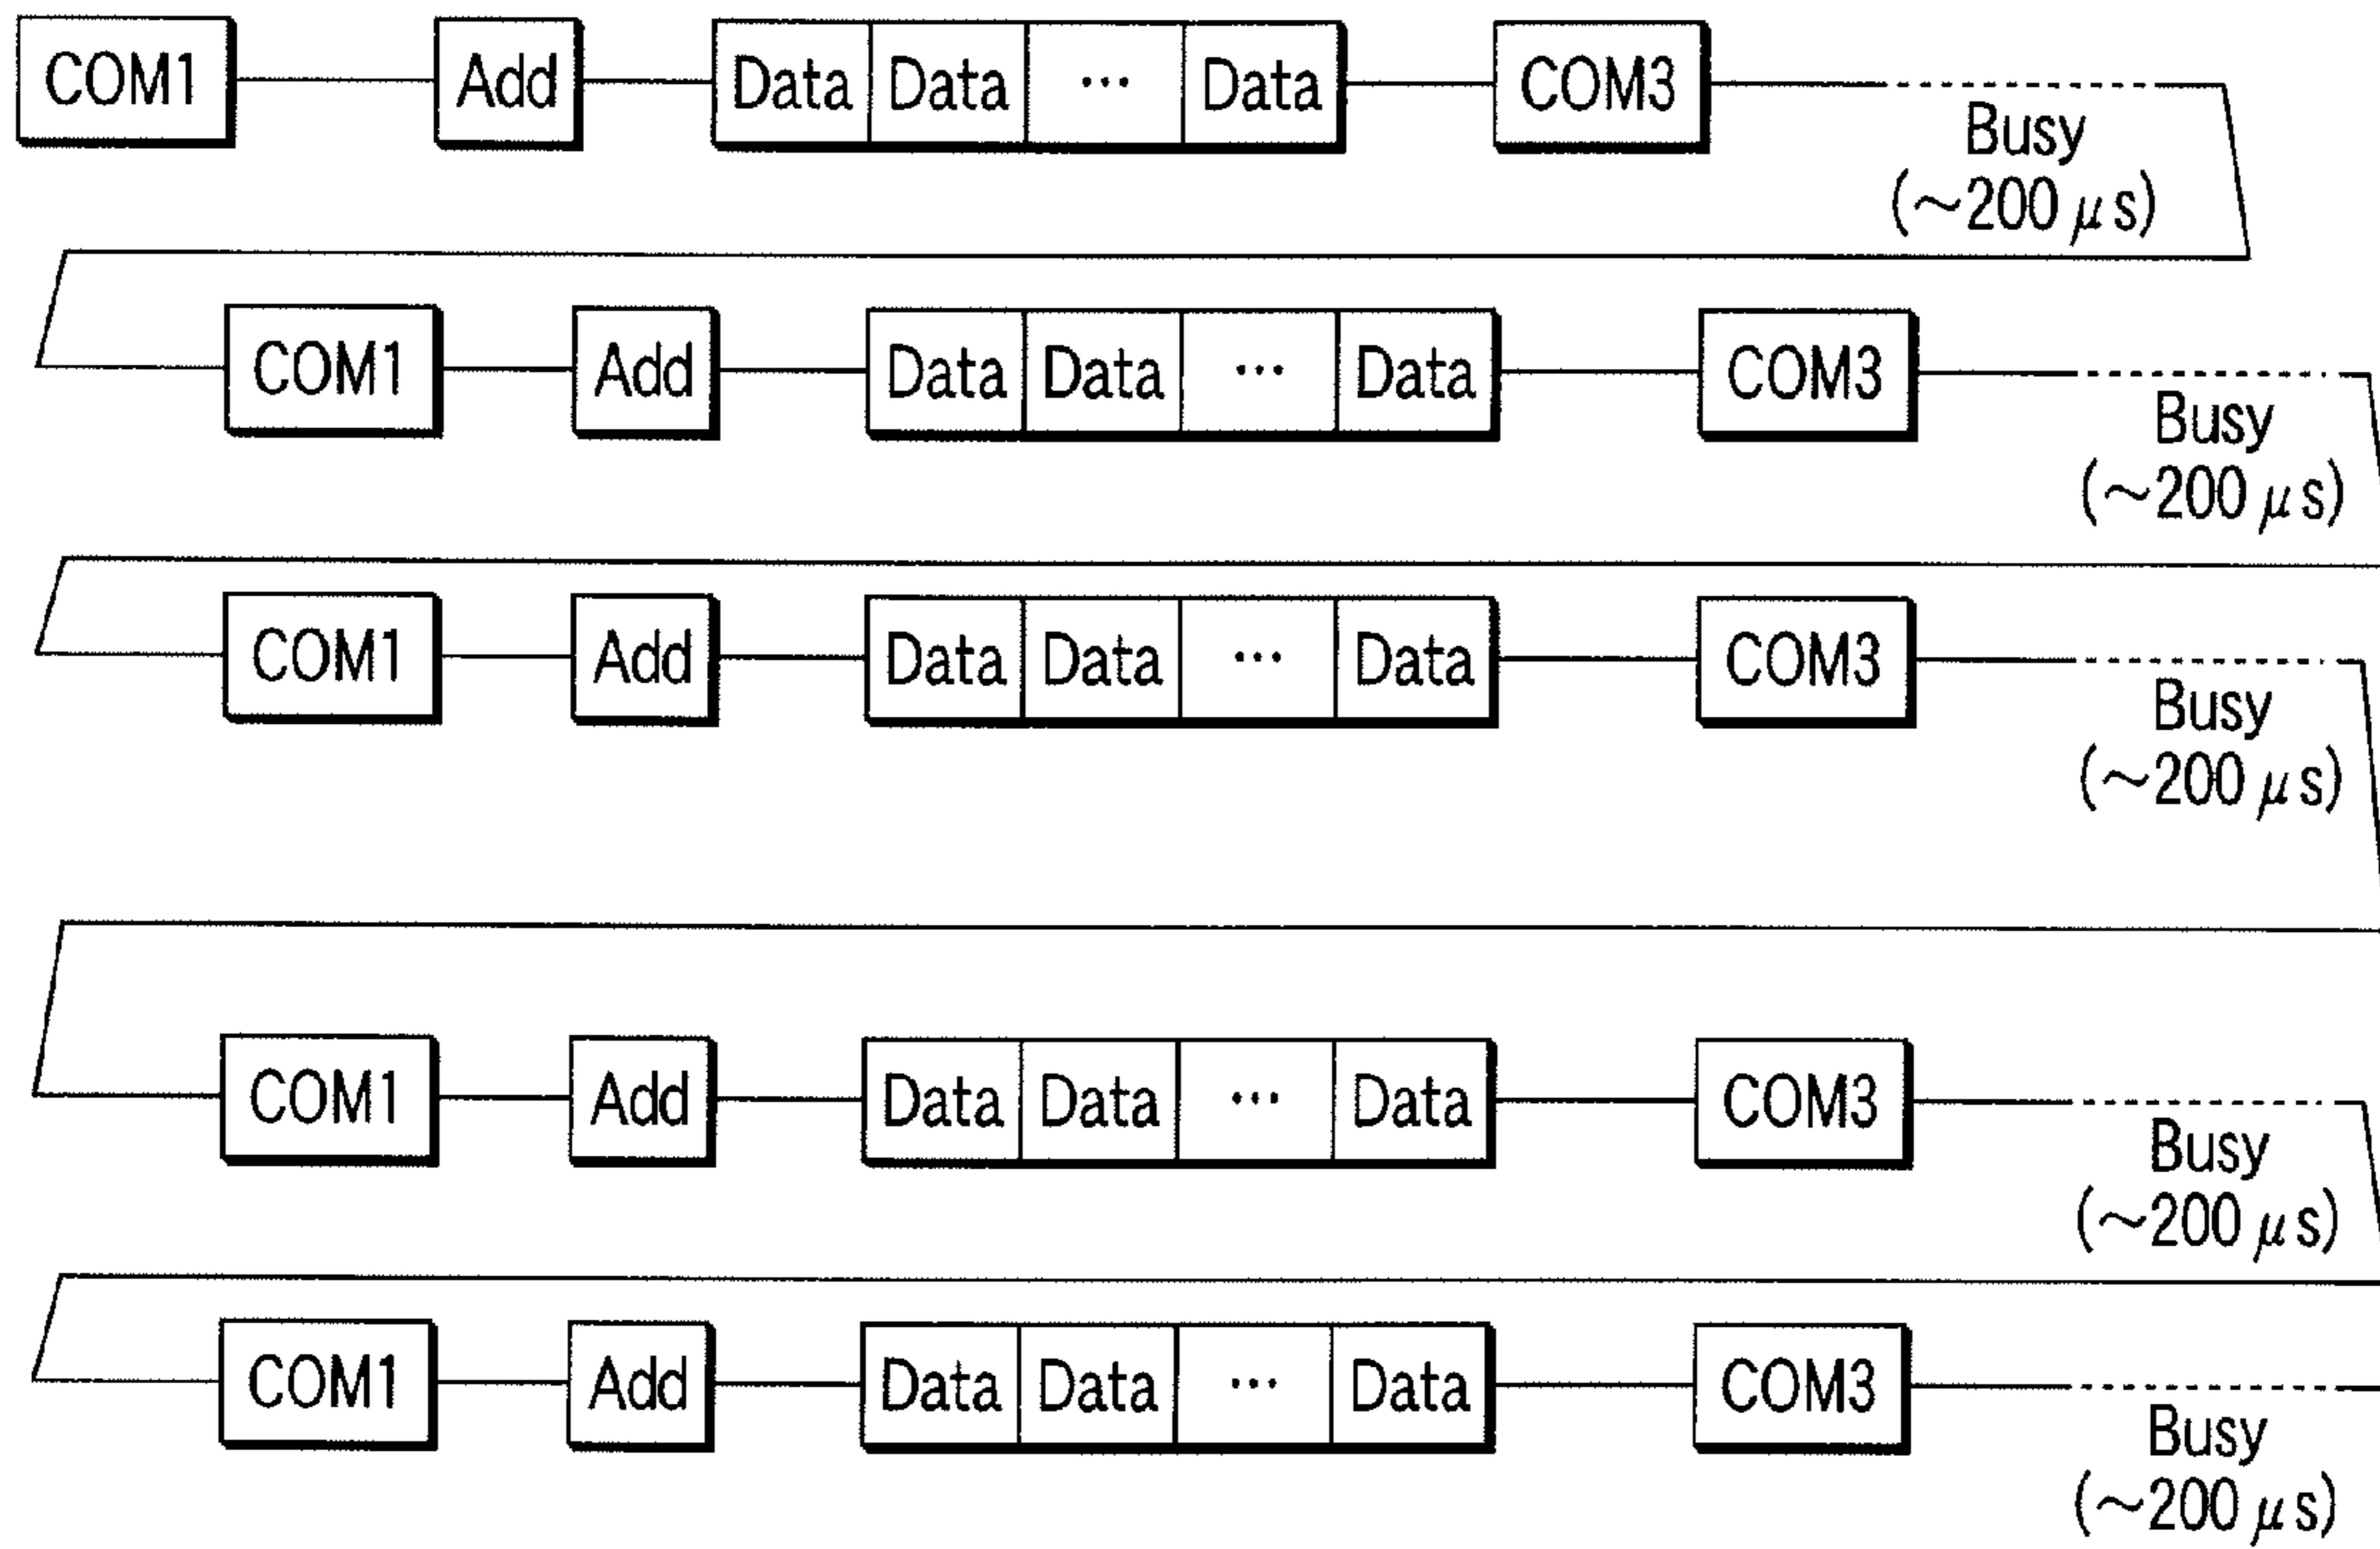 COM1 Add Data Data ... Data COM3
Busy
(~200 μs)
COM1 Add Data Data ... Data COM3
Busy
(~200 μs)
COM1 Add Data Data ... Data COM3
Busy
(~200 μs)
COM1 Add Data Data ... Data COM3
Busy
(~200 μs)
COM1 Add Data Data ... Data COM3
Busy
(~200 μs)